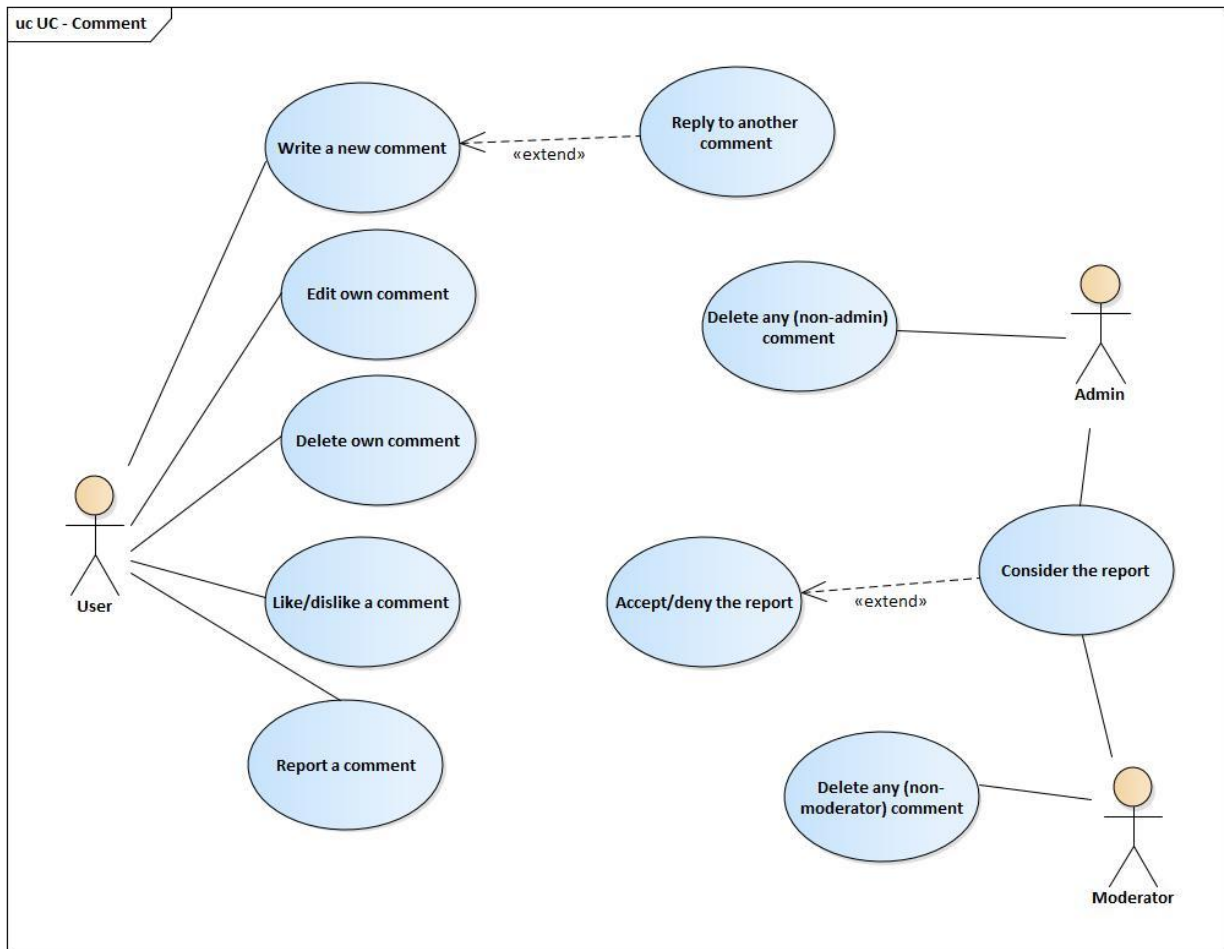 uc UC - Comment
Write a new comment
«extend»
Reply to another
comment
Edit own comment
Delete any (non-admin)
comment
Admin
Delete own comment
User
Like/dislike a comment
Accept/deny the report
«extend»
Consider the report
Report a comment
Delete any (non-
moderator) comment
Moderator